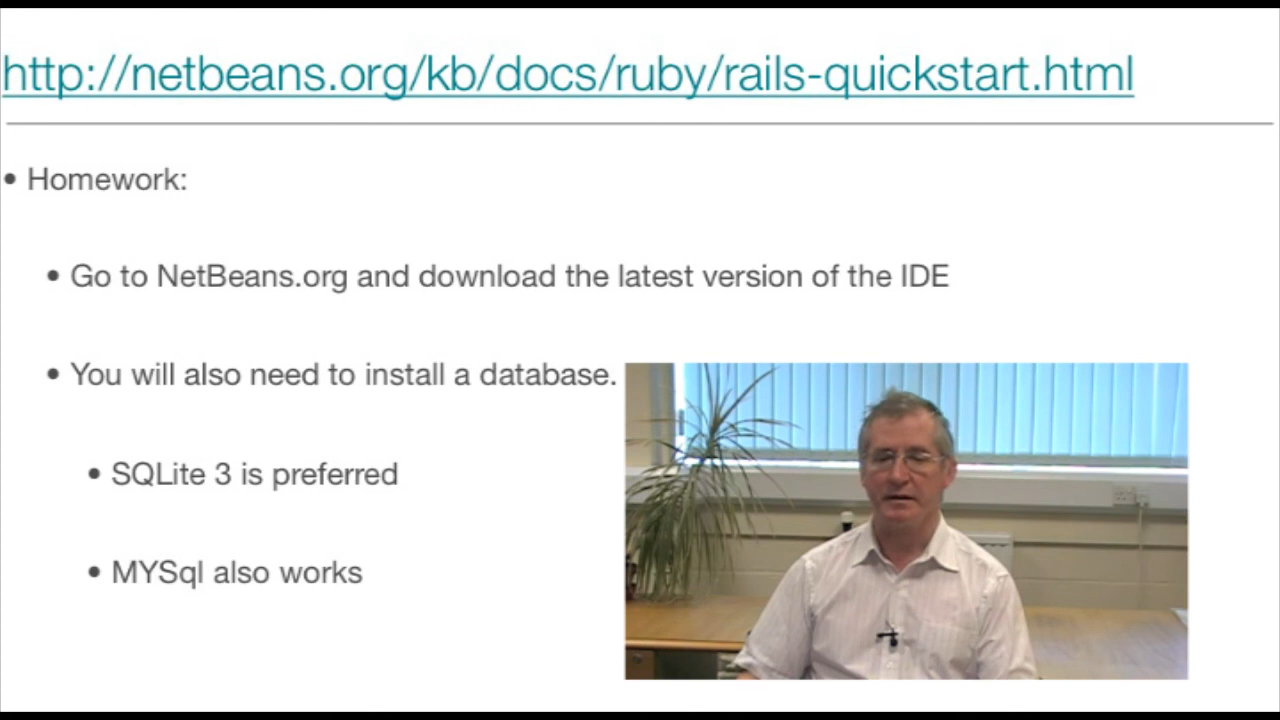 http://netbeans.org/kb/docs/ruby/rails-quickstart.html
• Homework:
• Go to NetBeans.org and download the latest version of the IDE
• You will also need to install a database.
• SQLite 3 is preferred
• MYSql also works